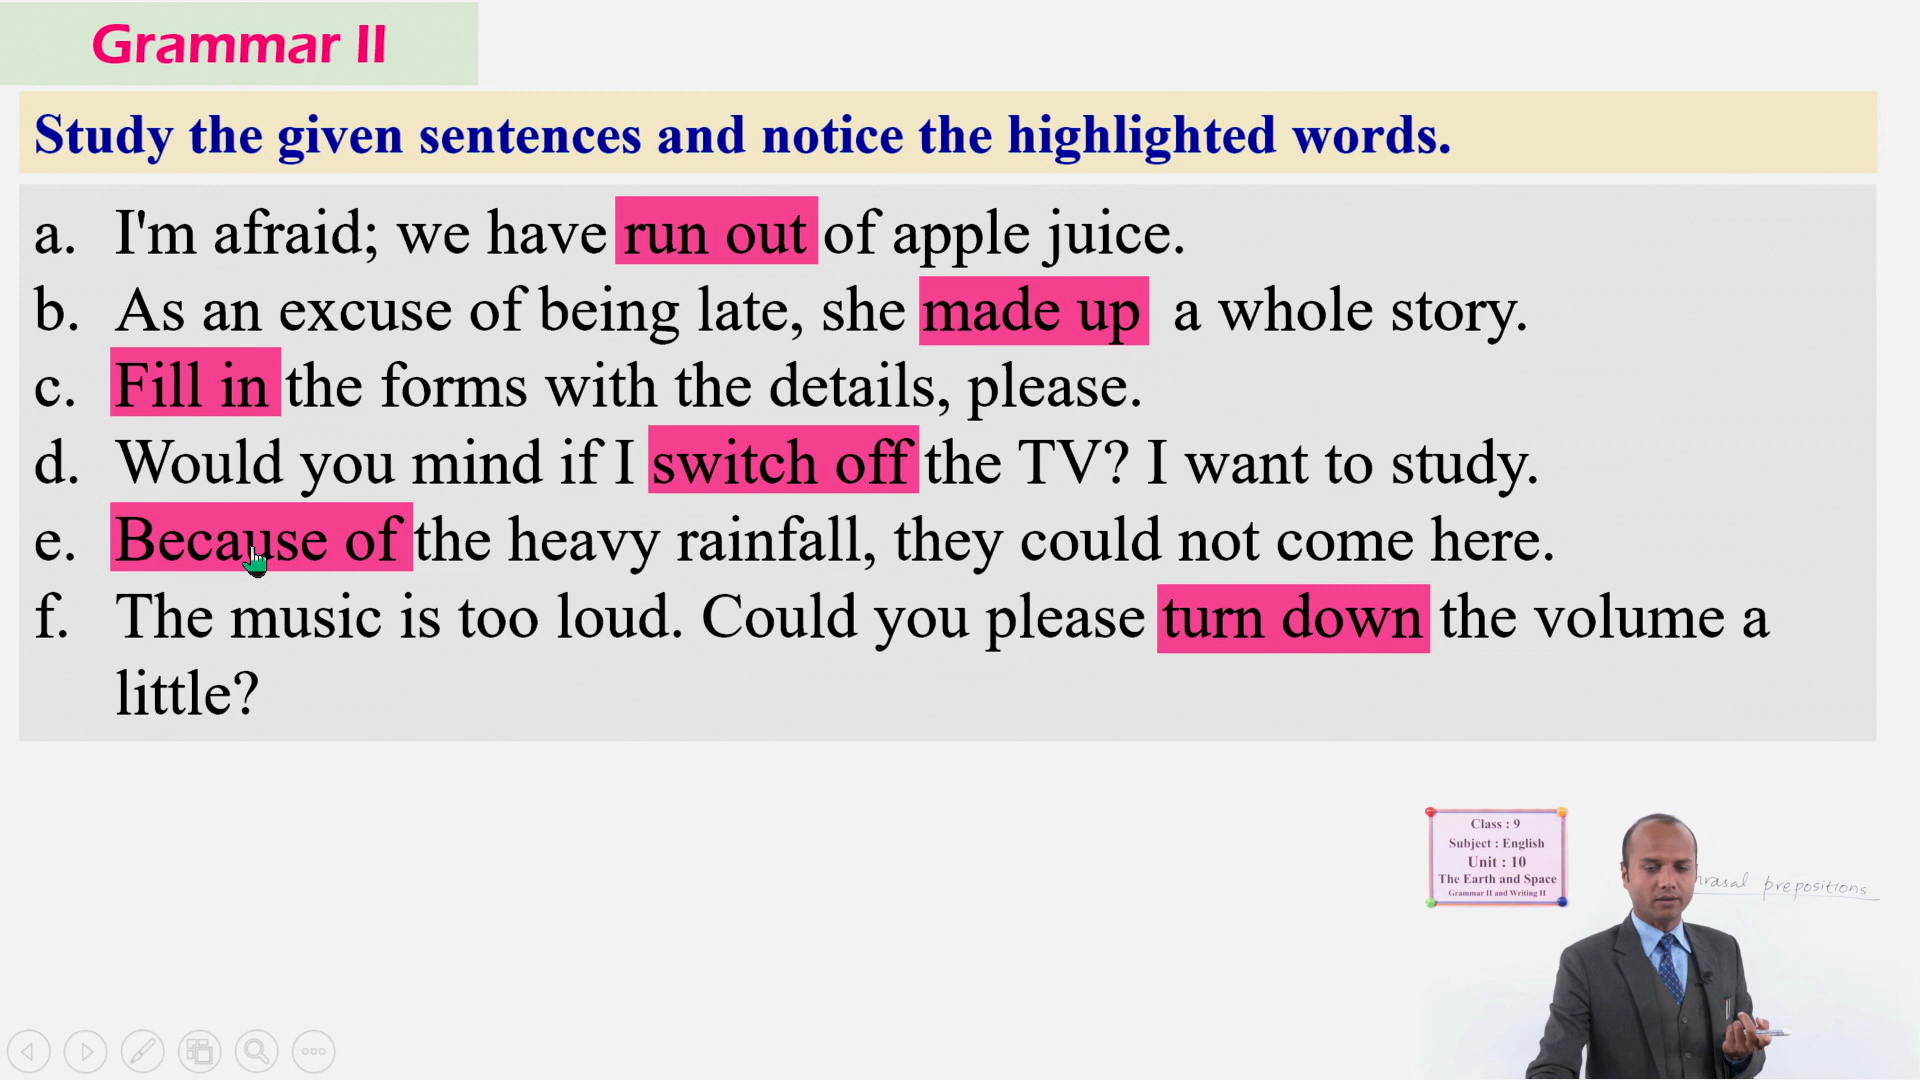 Grammar II
Study the given sentences and notice the highlighted words.
a. I'm afraid; we have run out of apple juice.
b. As an excuse of being late, she made up a whole story.
c. Fill in the forms with the details, please.
d. Would you mind if I switch off the TV? I want to study.
e. Because of the heavy rainfall, they could not come here.
f. The music is too loud. Could you please turn down the volume a
little?
Class : 9
Subject : English
Unit : 10
The Earth and Space
Grammar II and Writing II
prepositions